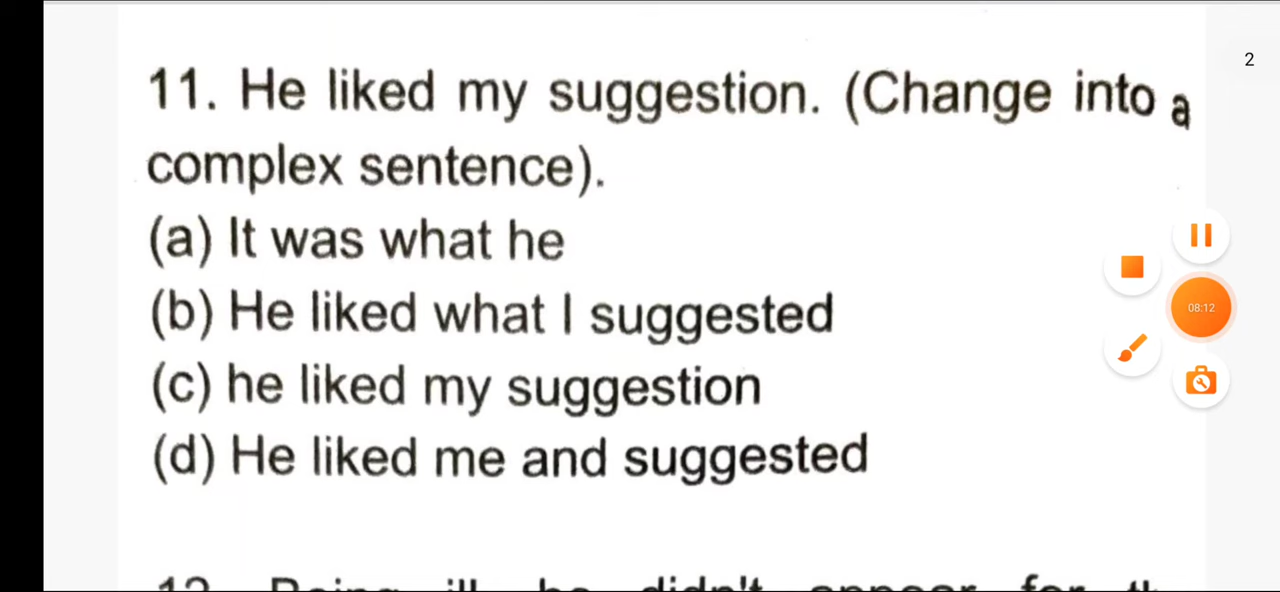 2
11. He liked my suggestion. (Change into a
complex sentence).
(a) It was what he
(b) He liked what I suggested
(c) he liked my suggestion
(d) He liked me and suggested
08:12